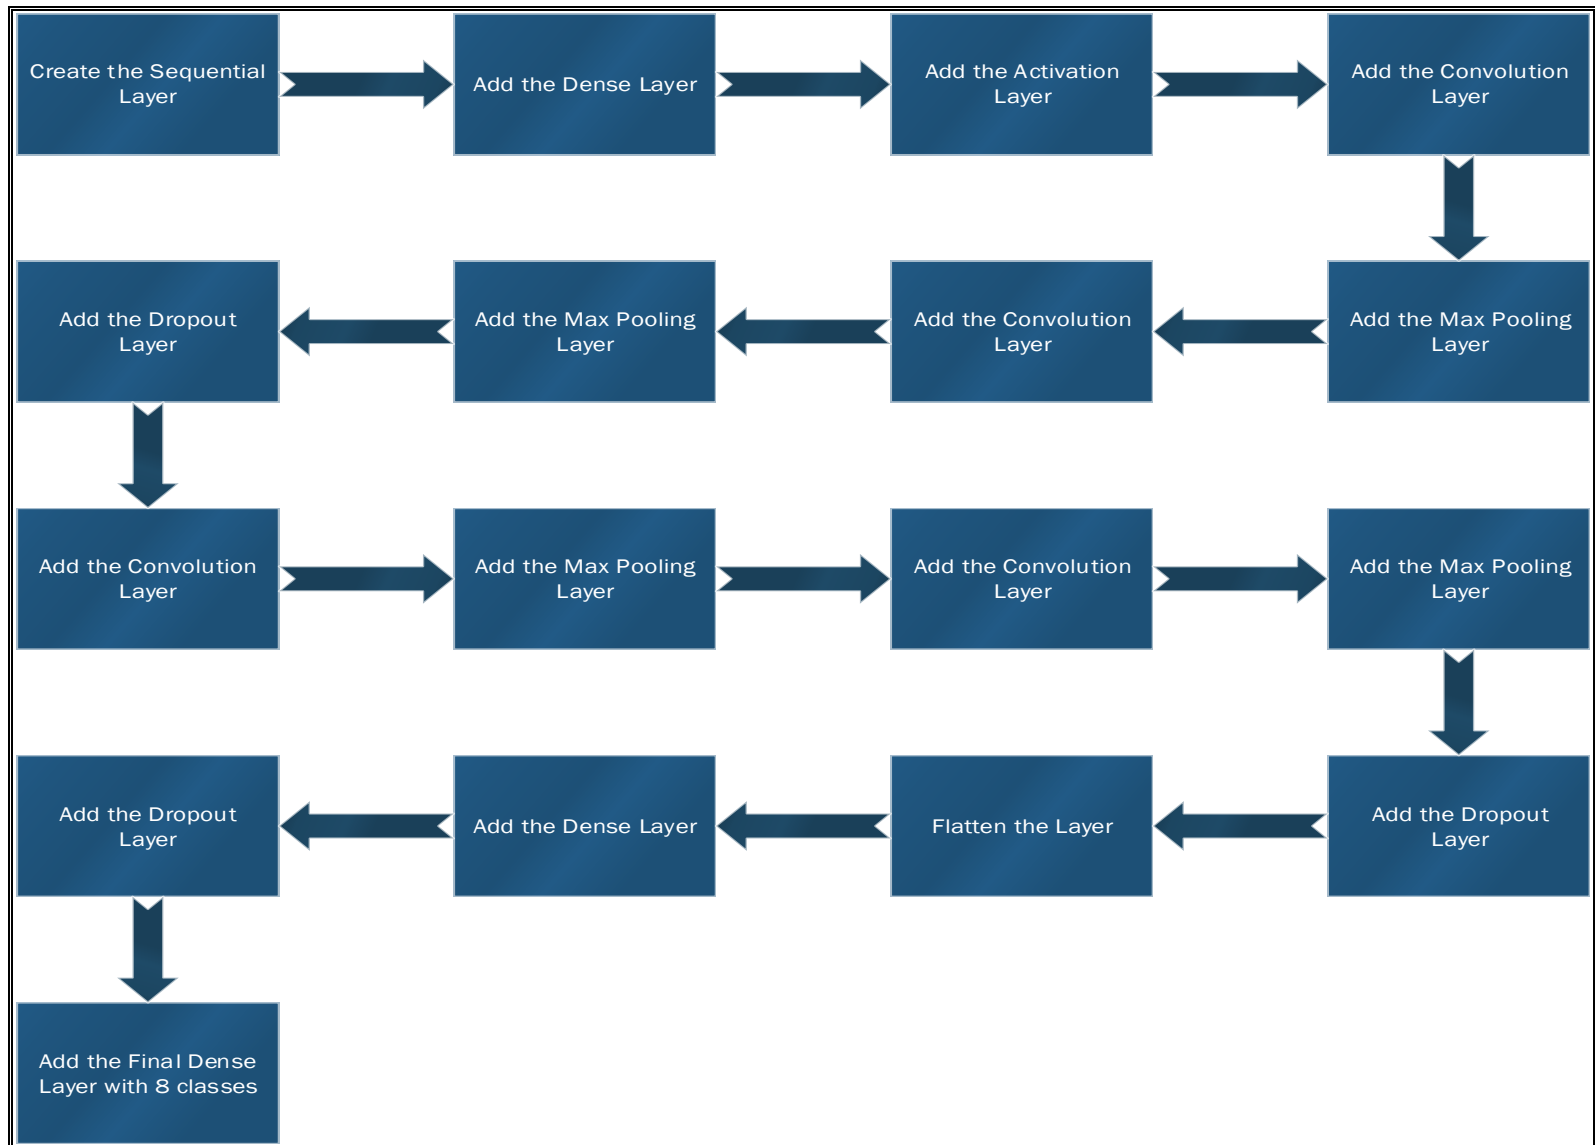 Create the Sequential
Layer
Add the Dense Layer
Add the Activation
Layer
Add the Convolution
Layer
Add the Max Pooling
Layer
Add the Convolution
Layer
Add the Max Pooling
Layer
Add the Dropout
Layer
Add the Convolution
Layer
Add the Max Pooling
Layer
Add the Convolution
Layer
Add the Max Pooling
Layer
Add the Dropout
Layer
Flatten the Layer
Add the Dense Layer
Add the Dropout
Layer
Add the Final Dense
Layer with 8 classes